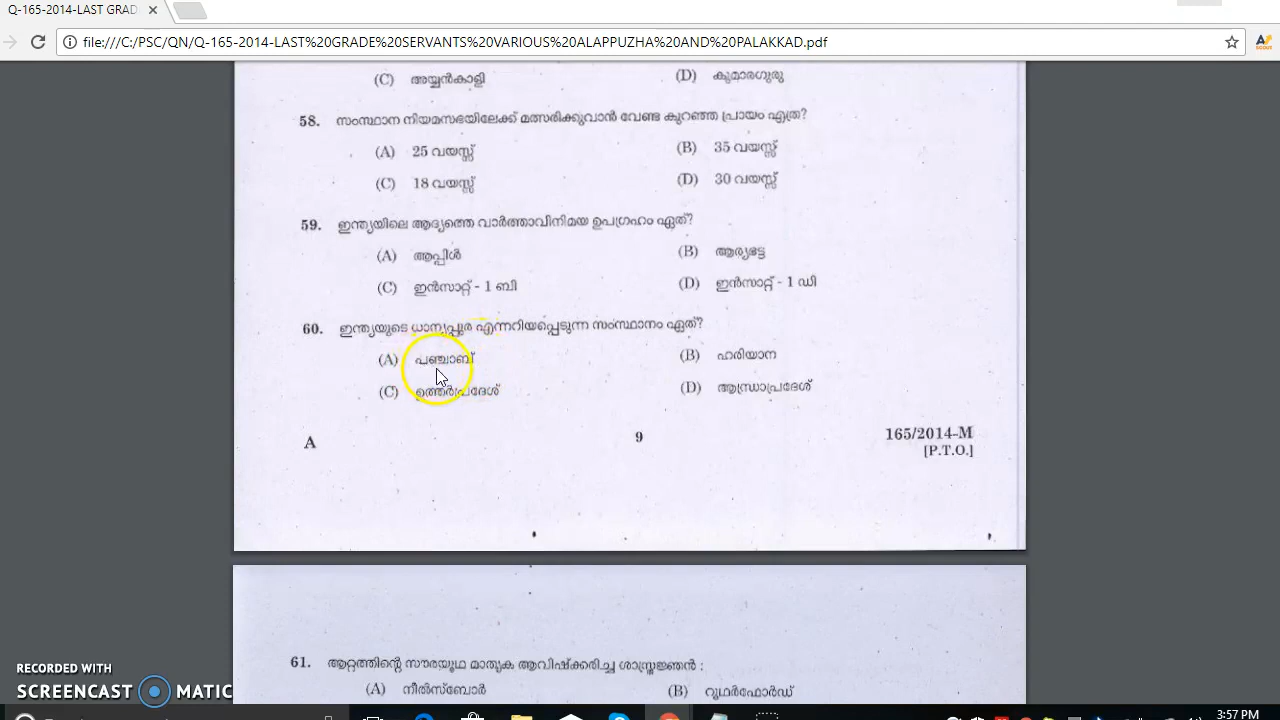 Q-165-2014-LAST GRAD
file:///C:/PSC/QN/Q-165-2014-LAST%20GRADE%20SERVANTS%20VARIOUS%20ALAPPUZHA%20AND%20PALAKKAD.pdf
(C) അയ്യൻകാളി (D) കുമാരഗുരു
58. സംസ്ഥാന നിയമസഭയിലേക്ക് മത്സരിക്കുവാൻ വേണ്ട കുറഞ്ഞ പ്രായം എത്ര?
(A) 25 വയസ്സ് (B) 35 വയസ്സ്
(C) 18 വയസ്സ് (D) 30 വയസ്സ്
59. ഇന്ത്യയിലെ ആദ്യത്തെ വാർത്താവിനിമയ ഉപഗ്രഹം ഏത്?
(A) ആപ്പിൾ (B) ആര്യഭട്ട
(C) ഇൻസാറ്റ് - 1 ബി (D) ഇൻസാറ്റ് - 1 ഡി
60. ഇന്ത്യയുടെ ധാന്യപ്പുര എന്നറിയപ്പെടുന്ന സംസ്ഥാനം ഏത്?
(A) പഞ്ചാബ് (B) ഹരിയാന
(C) ഉത്തർപ്രദേശ് (D) ആന്ധ്രാപ്രദേശ്
A 9 165/2014-M
[P.T.O.]
61. ആറ്റത്തിന്റെ സൗരയൂഥ മാതൃക ആവിഷ്ക്കരിച്ച ശാസ്ത്രജ്ഞൻ :
(A) നീൽസ്ബോർ (B) റൂഥർഫോർഡ്
RECORDED WITH
SCREENCAST MATIC
3:57 PM